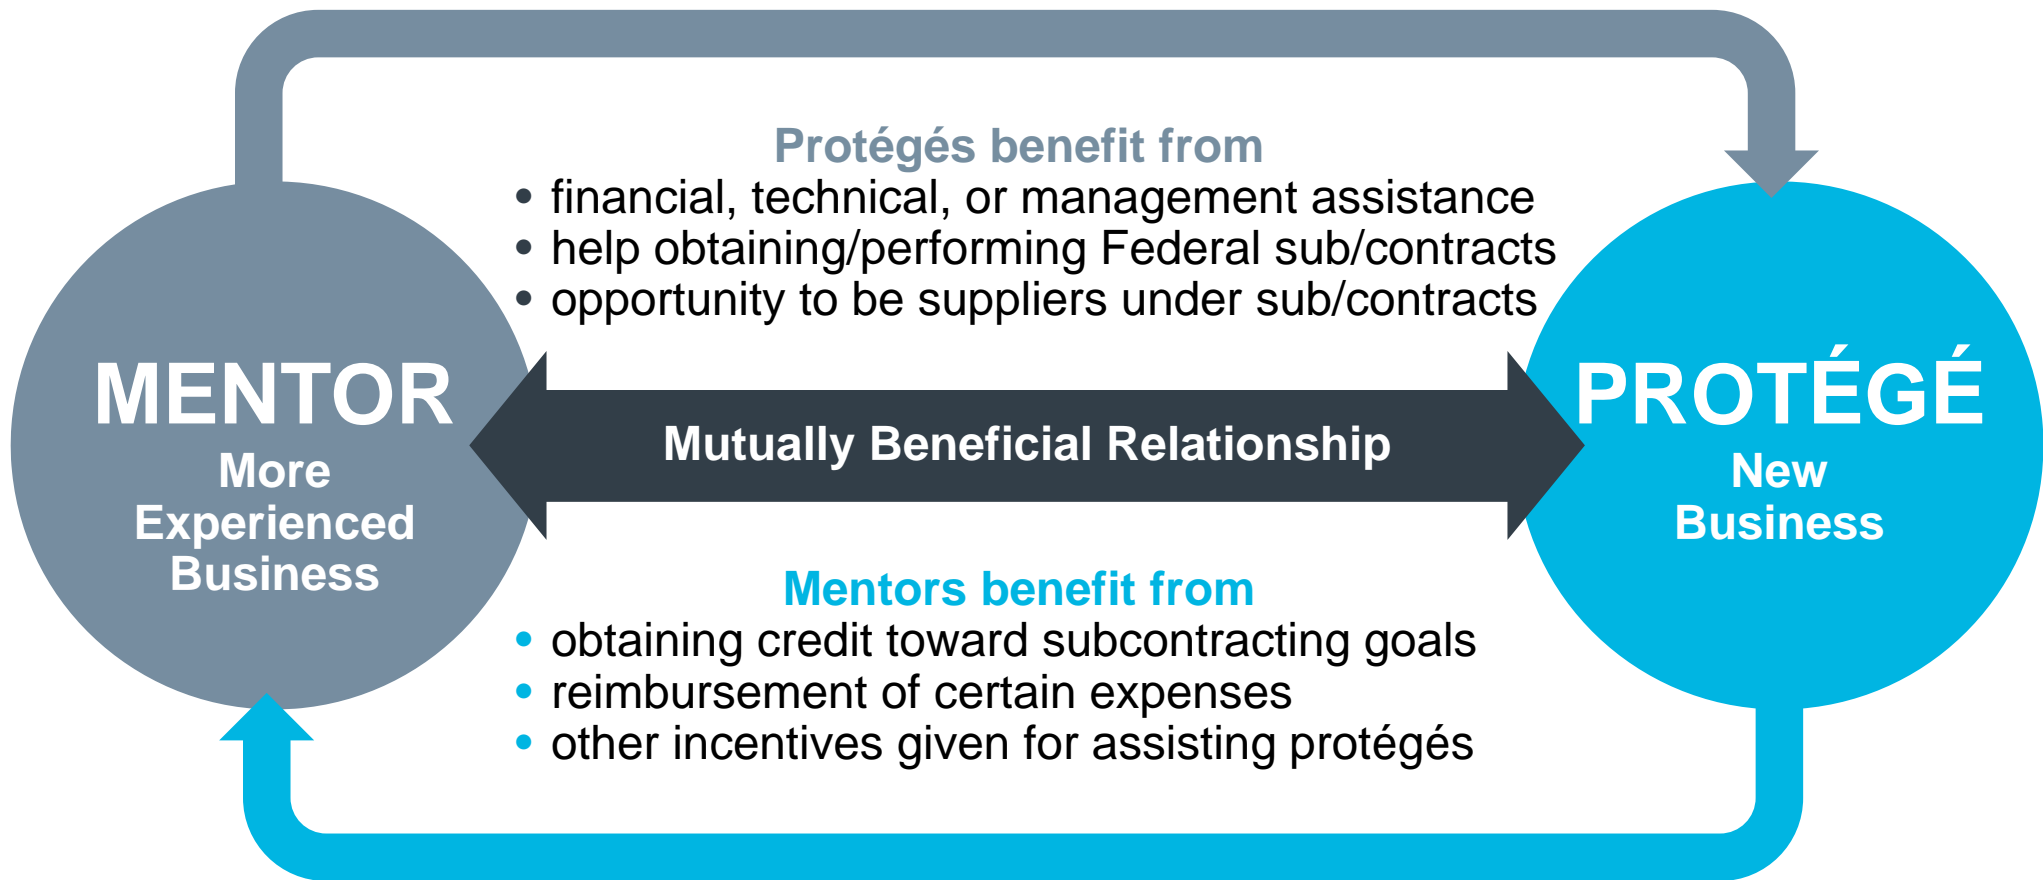 Protégés benefit from
• financial, technical, or management assistance
• help obtaining/performing Federal sub/contracts
• opportunity to be suppliers under sub/contracts
MENTOR
More
Experienced
Business
Mutually Beneficial Relationship
PROTÉGÉ
New
Business
Mentors benefit from
• obtaining credit toward subcontracting goals
• reimbursement of certain expenses
• other incentives given for assisting protégés